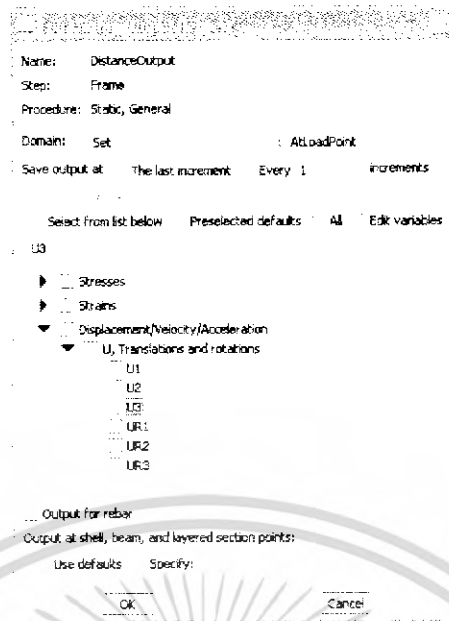 Name: DistanceOutput
Step: Frame
Procedure: Static, General
Domain: Set : AtLoadPoint
Save output at The last increment Every 1 increments
Select from list below Preselected defaults All Edit variables
U3
Stresses
Strains
Displacement/Velocity/Acceleration
U, Translations and rotations
U1
U2
U3
UR1
UR2
UR3
Output for rebar
Output at shell, beam, and layered section points:
Use defaults Specify:
OK Cancel